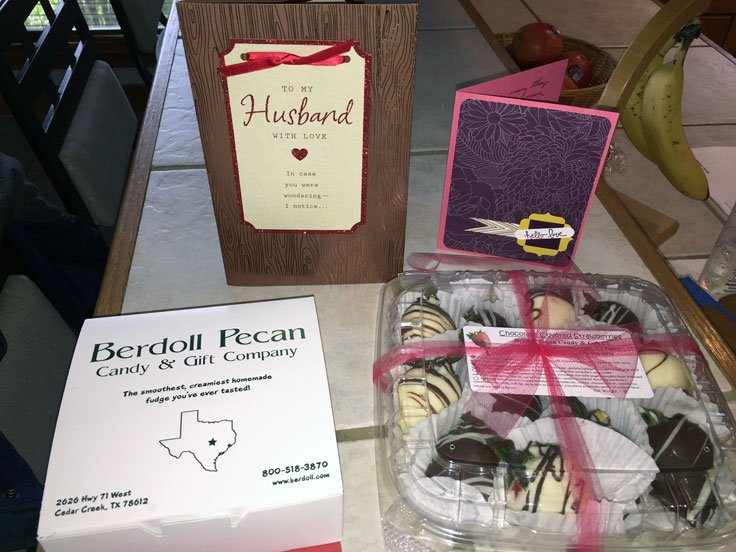 TO MY
Husband
WITH LOVE
In case
you were
wondering—
I notice...
hello love
Berdoll Pecan
Candy & Gift Company
The smoothest, creamiest homemade
fudge you've ever tasted!
800-518-3870
www.berdoll.com
2626 Hwy 71 West
Cedar Creek, TX 78612
Chocolate Covered Strawberries